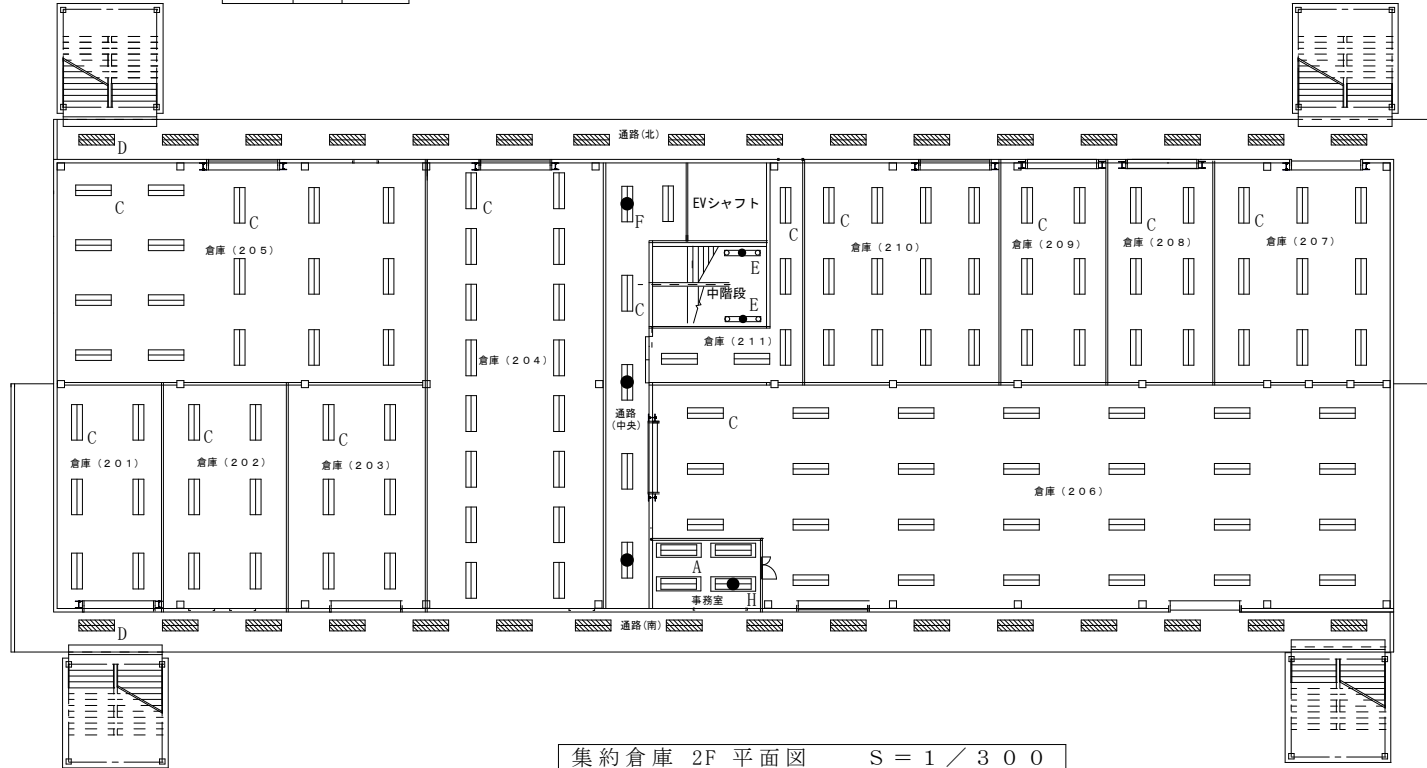 通路(北)
D
C
C
倉庫（２０５）
C
倉庫（２０４）
F
EVシャフト
C
E
中階段
E
C
倉庫（２１１）
C
倉庫（２１０）
C
倉庫（２０９）
C
倉庫（２０８）
C
倉庫（２０７）
C
倉庫（２０１）
C
倉庫（２０２）
C
倉庫（２０３）
通路
(中央)
C
倉庫（２０６）
A
事務室
H
D
通路(南)
集約倉庫 2F 平面図 Ｓ＝１／３００